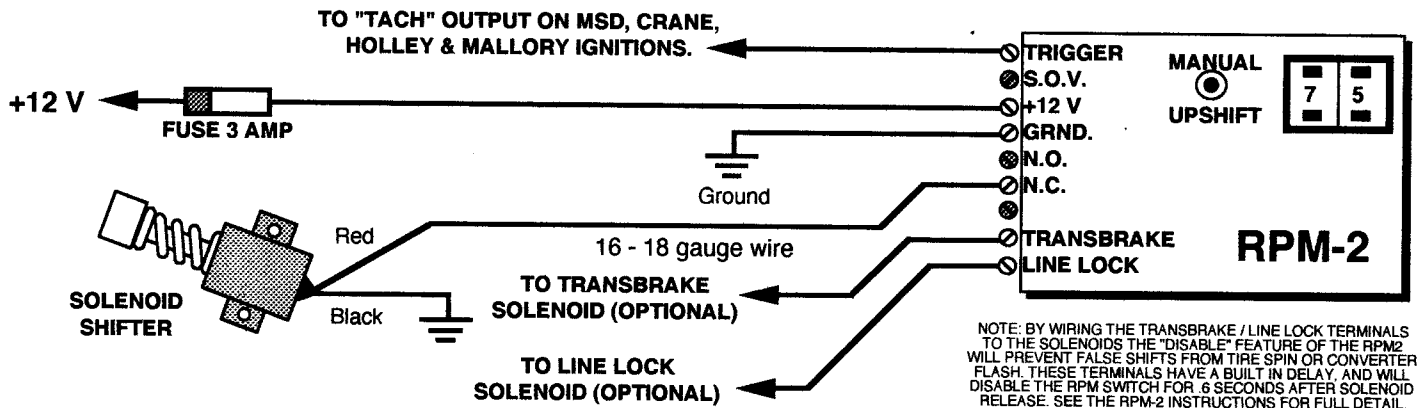 TO "TACH" OUTPUT ON MSD, CRANE,
HOLLEY & MALLORY IGNITIONS.
+12 V
FUSE 3 AMP
Ground
Red
16 - 18 gauge wire
SOLENOID
SHIFTER
Black
TO TRANSBRAKE
SOLENOID (OPTIONAL)
TO LINE LOCK
SOLENOID (OPTIONAL)
TRIGGER
S.O.V.
+12 V
GRND.
N.O.
N.C.
TRANSBRAKE
LINE LOCK
MANUAL
UPSHIFT
7 5
RPM-2
NOTE: BY WIRING THE TRANSBRAKE / LINE LOCK TERMINALS
TO THE SOLENOIDS THE "DISABLE" FEATURE OF THE RPM2
WILL PREVENT FALSE SHIFTS FROM TIRE SPIN OR CONVERTER
FLASH. THESE TERMINALS HAVE A BUILT IN DELAY, AND WILL
DISABLE THE RPM SWITCH FOR .6 SECONDS AFTER SOLENOID
RELEASE. SEE THE RPM-2 INSTRUCTIONS FOR FULL DETAIL.